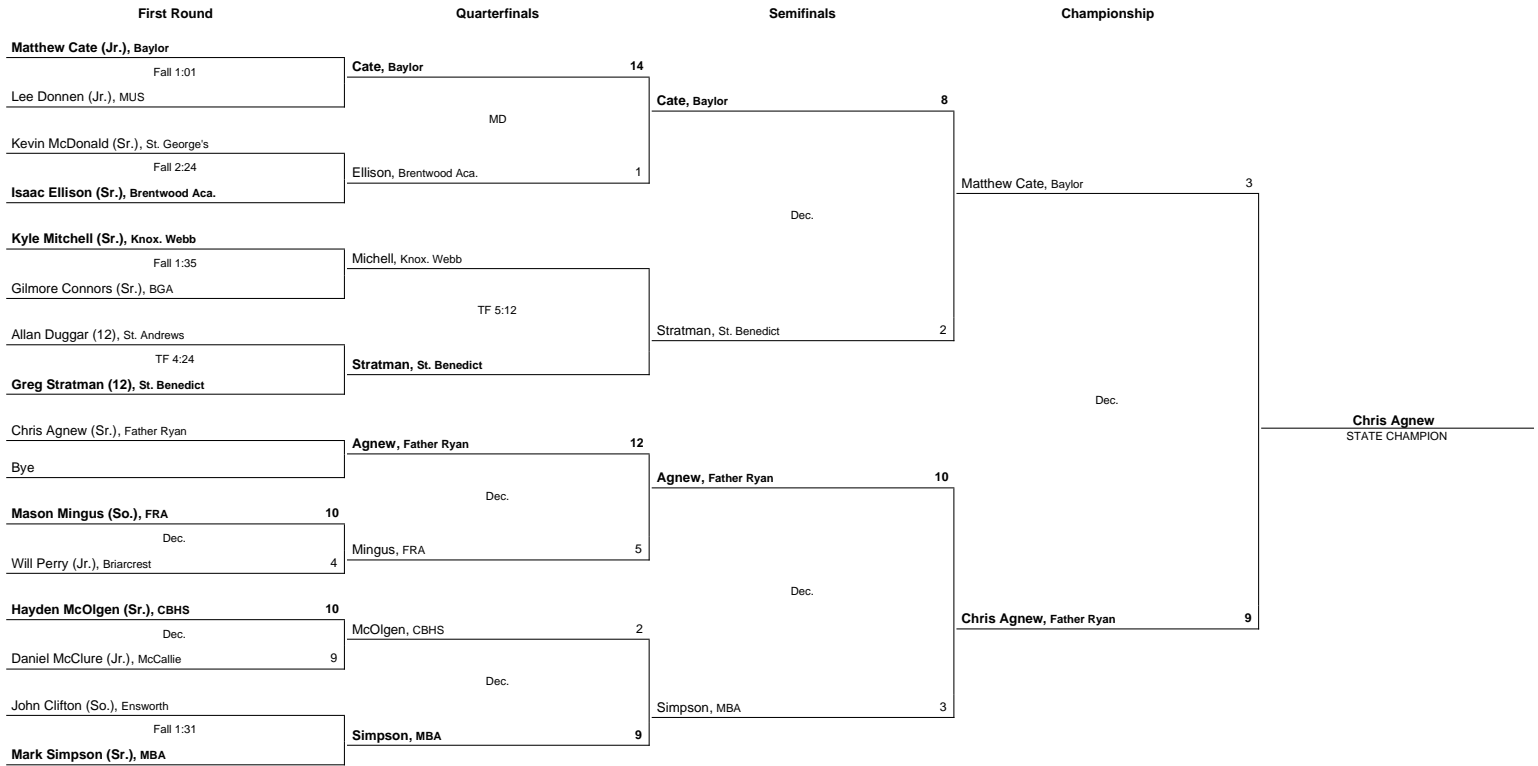 First Round
Quarterfinals
Semifinals
Championship
Matthew Cate (Jr.), Baylor
Fall 1:01
Lee Donnen (Jr.), MUS
Kevin McDonald (Sr.), St. George's
Fall 2:24
Isaac Ellison (Sr.), Brentwood Aca.
Kyle Mitchell (Sr.), Knox. Webb
Fall 1:35
Gilmore Connors (Sr.), BGA
Allan Duggar (12), St. Andrews
TF 4:24
Greg Stratman (12), St. Benedict
Chris Agnew (Sr.), Father Ryan
Bye
Mason Mingus (So.), FRA 10
Dec.
Will Perry (Jr.), Briarcrest 4
Hayden McOlgen (Sr.), CBHS 10
Dec.
Daniel McClure (Jr.), McCallie 9
John Clifton (So.), Ensworth
Fall 1:31
Mark Simpson (Sr.), MBA
Cate, Baylor 14
MD
Ellison, Brentwood Aca. 1
Michell, Knox. Webb
TF 5:12
Stratman, St. Benedict
Agnew, Father Ryan 12
Dec.
Mingus, FRA 5
McOlgen, CBHS 2
Dec.
Simpson, MBA 9
Cate, Baylor 8
Dec.
Stratman, St. Benedict 2
Agnew, Father Ryan 10
Dec.
Simpson, MBA 3
Matthew Cate, Baylor 3
Dec.
Chris Agnew, Father Ryan 9
Chris Agnew
STATE CHAMPION